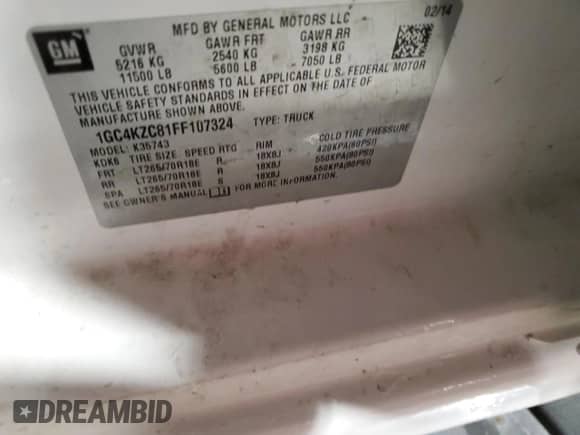 GM
MFD BY GENERAL MOTORS LLC
02/14
GVWR GAWR FRT GAWR RR
5216 KG 2540 KG 3198 KG
11500 LB 5600 LB 7050 LB
THIS VEHICLE CONFORMS TO ALL APPLICABLE U.S. FEDERAL MOTOR
VEHICLE SAFETY STANDARDS IN EFFECT ON THE DATE OF
MANUFACTURE SHOWN ABOVE.
1GC4KZC81FF107324 TYPE: TRUCK
MODEL: K35743
KDK6 TIRE SIZE SPEED RTG RIM COLD TIRE PRESSURE
FRT LT265/70R18E R 18X8J 420KPA(60PSI)
RR LT265/70R18E R 18X8J 550KPA(80PSI)
SPA LT265/70R18E S 18X8J 550KPA(80PSI)
SEE OWNER'S MANUAL FOR MORE INFORMATION.
DREAMBID